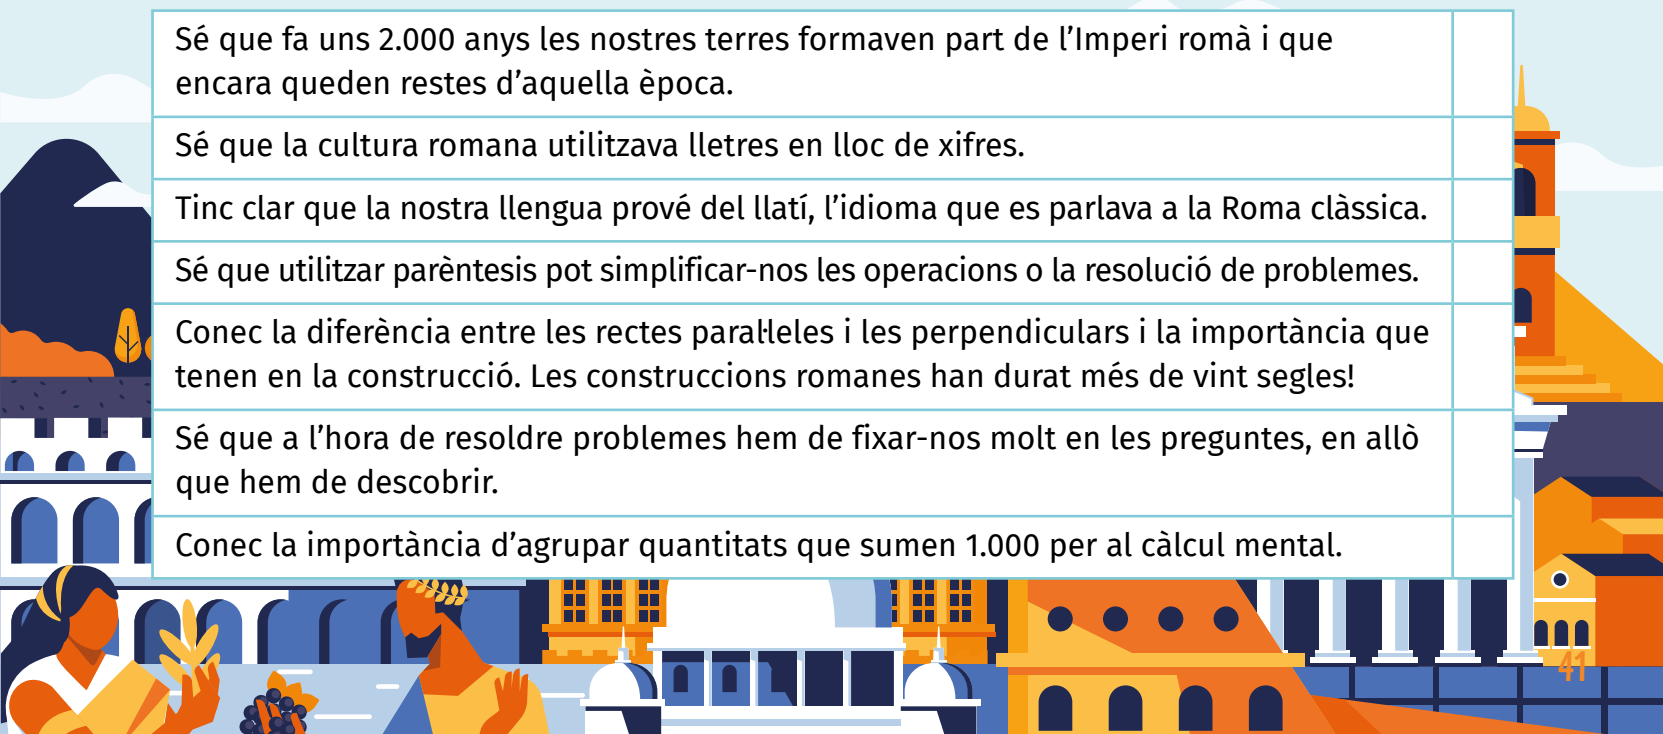 Sé que fa uns 2.000 anys les nostres terres formaven part de l’Imperi romà i que
encara queden restes d’aquella època.
Sé que la cultura romana utilitzava lletres en lloc de xifres.
Tinc clar que la nostra llengua prové del llatí, l’idioma que es parlava a la Roma clàssica.
Sé que utilitzar parèntesis pot simplificar-nos les operacions o la resolució de problemes.
Conec la diferència entre les rectes paral·leles i les perpendiculars i la importància que
tenen en la construcció. Les construccions romanes han durat més de vint segles!
Sé que a l’hora de resoldre problemes hem de fixar-nos molt en les preguntes, en allò
que hem de descobrir.
Conec la importància d’agrupar quantitats que sumen 1.000 per al càlcul mental.
41